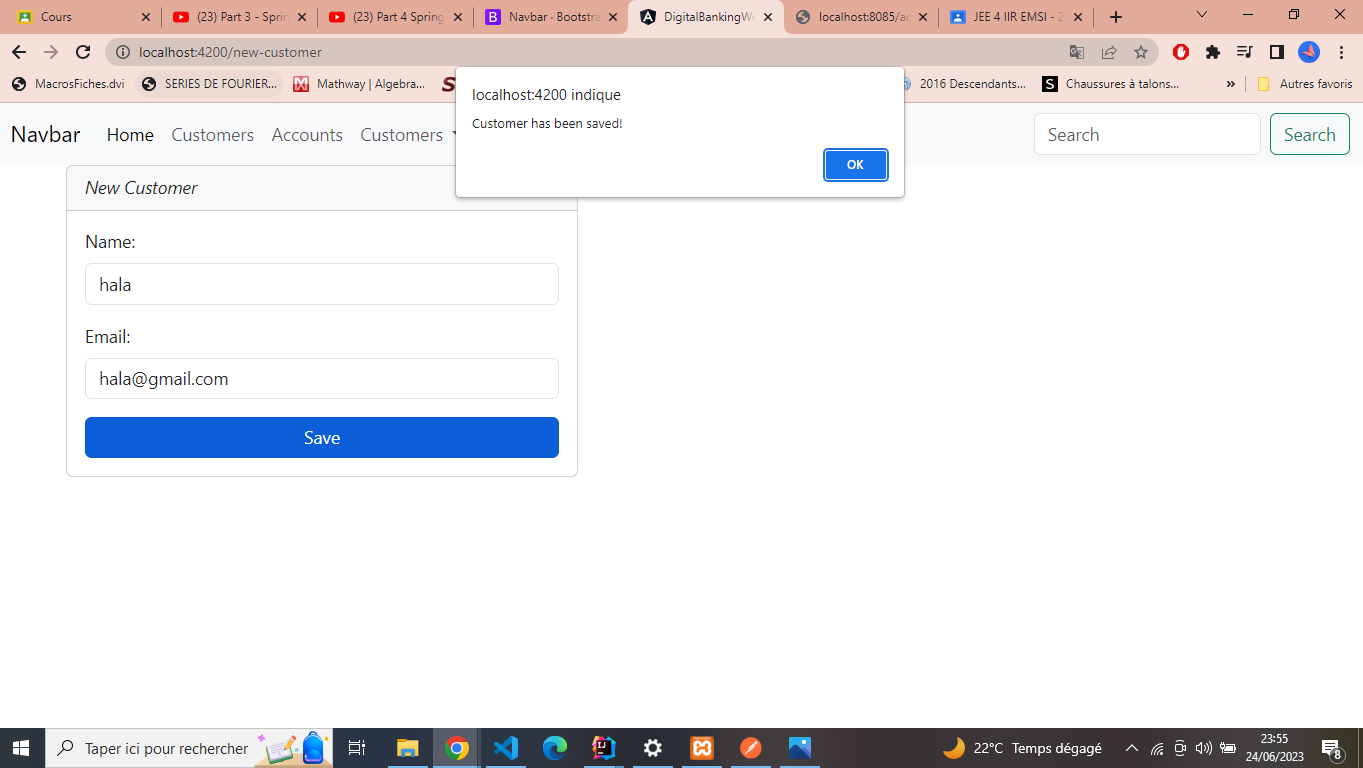 Cours
(23) Part 3 - Sprin
(23) Part 4 Spring
Navbar · Bootstra
DigitalBankingWe
localhost:8085/ac
JEE 4 IIR EMSI - 2
localhost:4200/new-customer
MacrosFiches.dvi
SERIES DE FOURIER...
Mathway | Algebra...
2016 Descendants...
Chaussures à talons...
»
Autres favoris
localhost:4200 indique
Customer has been saved!
OK
Navbar
Home
Customers
Accounts
Customers
Search
Search
New Customer
Name:
hala
Email:
hala@gmail.com
Save
Taper ici pour rechercher
22°C Temps dégagé
23:55
24/06/2023
8